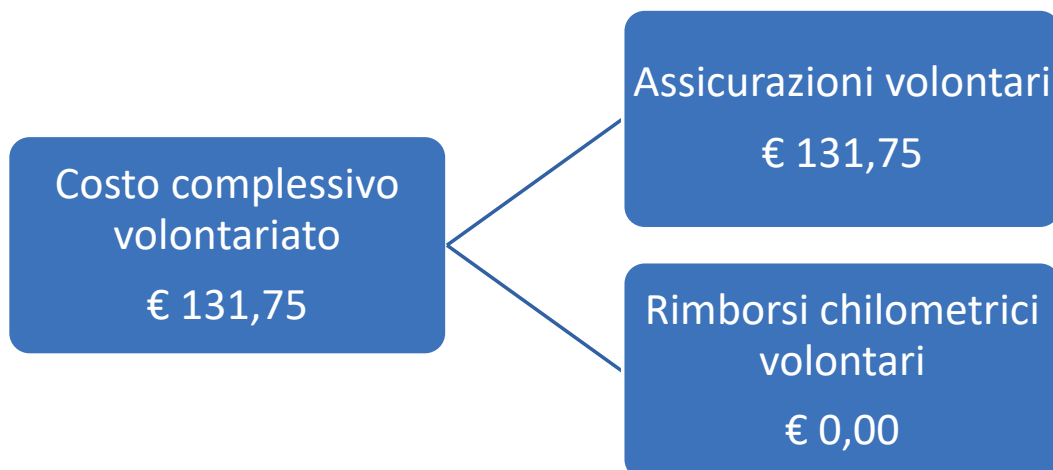 Costo complessivo
volontariato
€ 131,75
Assicurazioni volontari
€ 131,75
Rimborsi chilometrici
volontari
€ 0,00